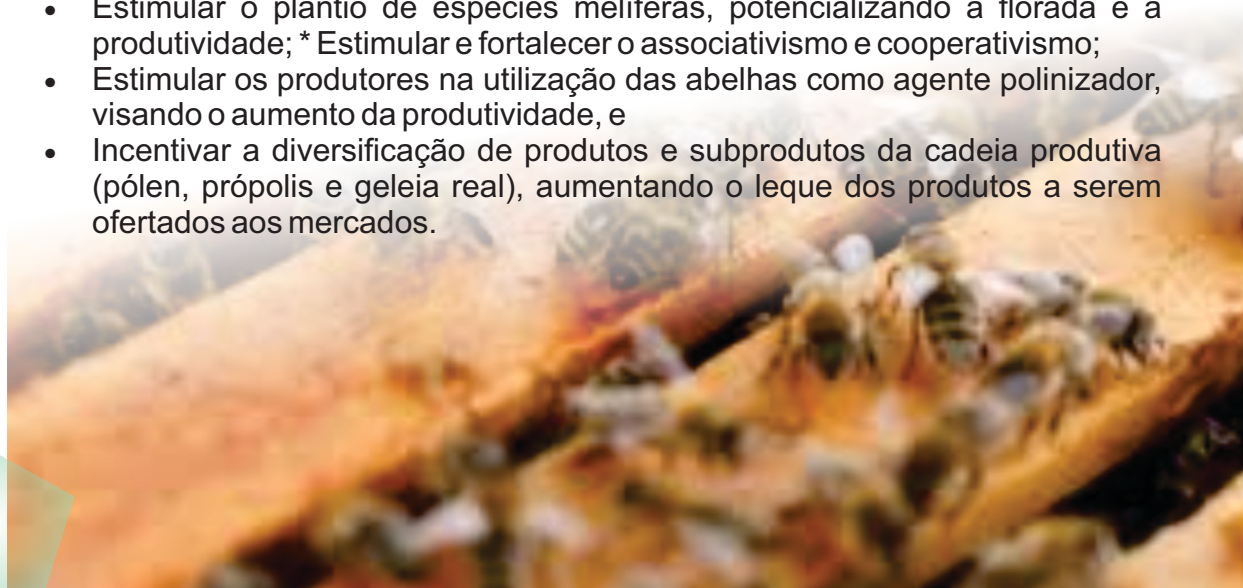 • Estimular o plantio de espécies melíferas, potencializando a florada e a
produtividade; * Estimular e fortalecer o associativismo e cooperativismo;
• Estimular os produtores na utilização das abelhas como agente polinizador,
visando o aumento da produtividade, e
• Incentivar a diversificação de produtos e subprodutos da cadeia produtiva
(pólen, própolis e geleia real), aumentando o leque dos produtos a serem
ofertados aos mercados.